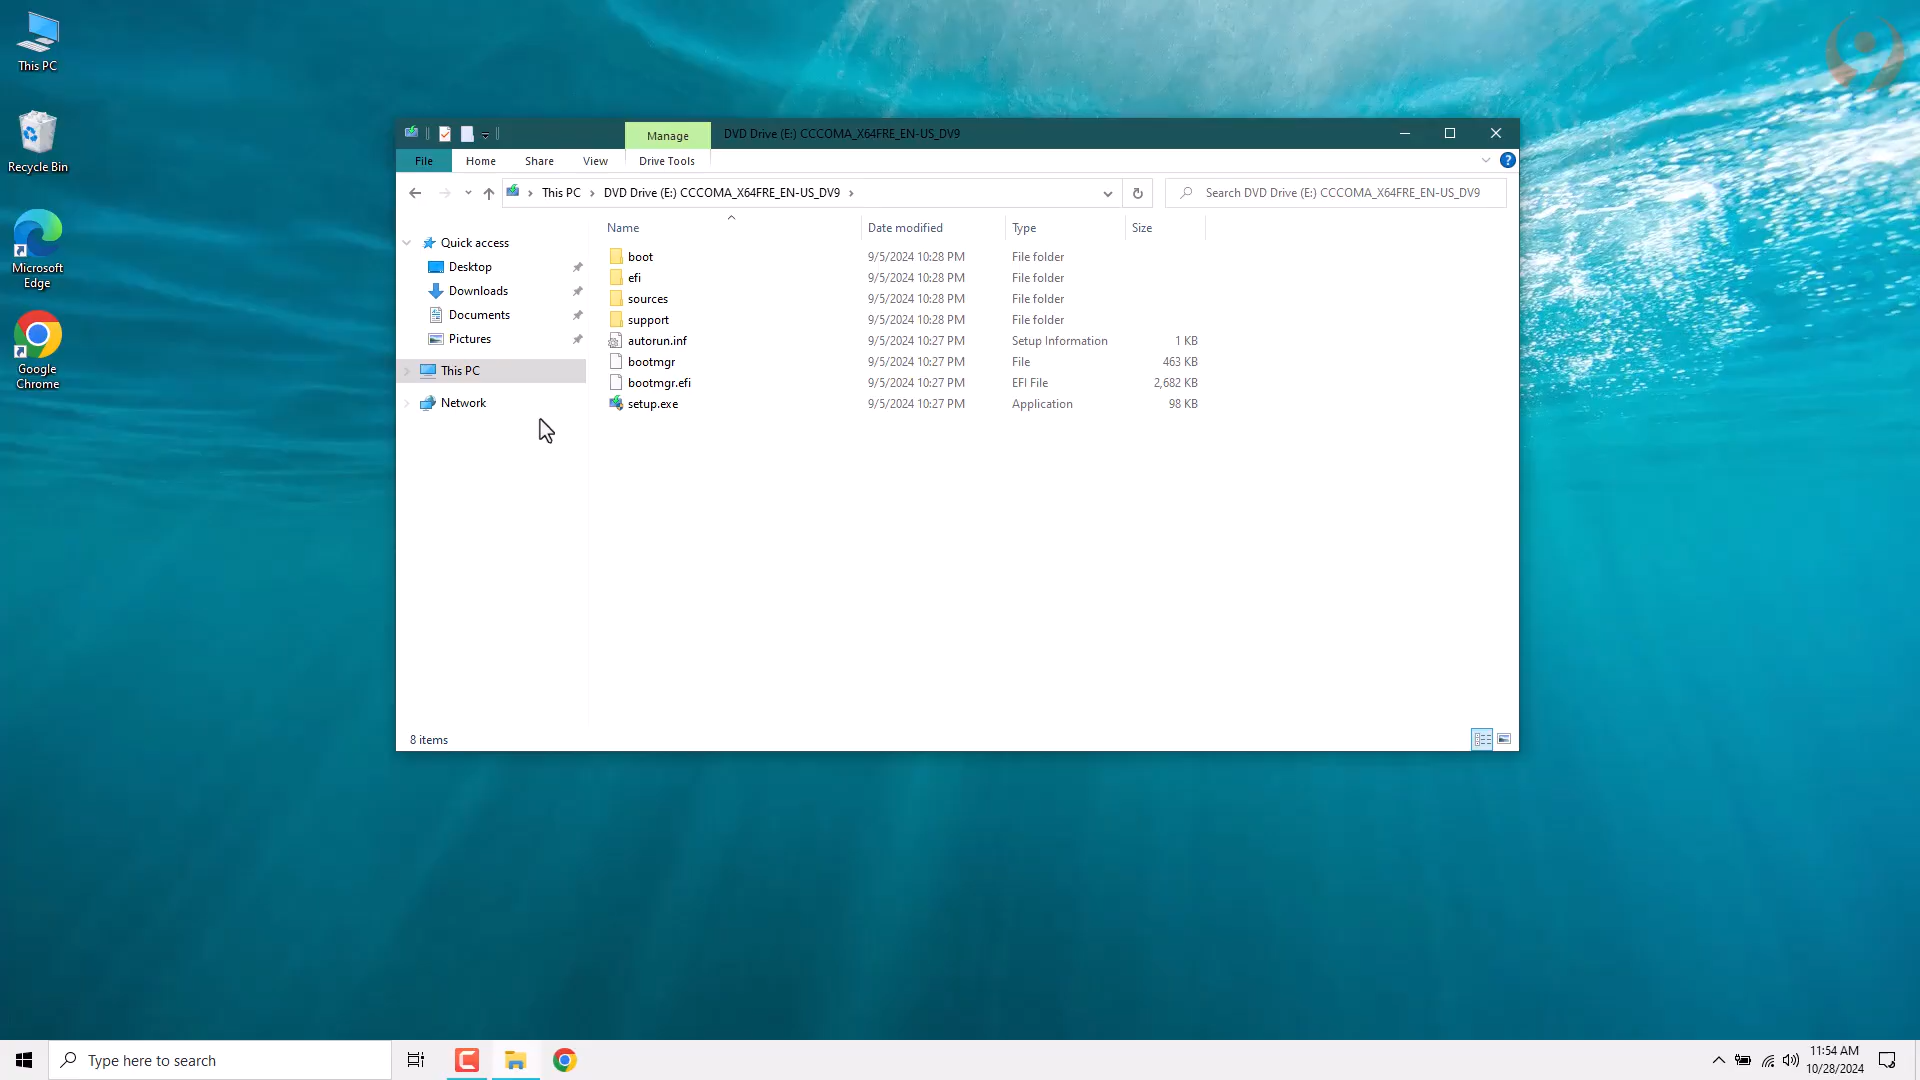 This PC
Recycle Bin
Microsoft
Edge
Google
Chrome
Manage
DVD Drive (E:) CCCOMA_X64FRE_EN-US_DV9
File Home Share View Drive Tools
This PC DVD Drive (E:) CCCOMA_X64FRE_EN-US_DV9
Search DVD Drive (E:) CCCOMA_X64FRE_EN-US_DV9
Quick access
Desktop
Downloads
Documents
Pictures
This PC
Network
Name Date modified Type Size
boot 9/5/2024 10:28 PM File folder
efi 9/5/2024 10:28 PM File folder
sources 9/5/2024 10:28 PM File folder
support 9/5/2024 10:28 PM File folder
autorun.inf 9/5/2024 10:27 PM Setup Information 1 KB
bootmgr 9/5/2024 10:27 PM File 463 KB
bootmgr.efi 9/5/2024 10:27 PM EFI File 2,682 KB
setup.exe 9/5/2024 10:27 PM Application 98 KB
8 items
Type here to search
11:54 AM
10/28/2024